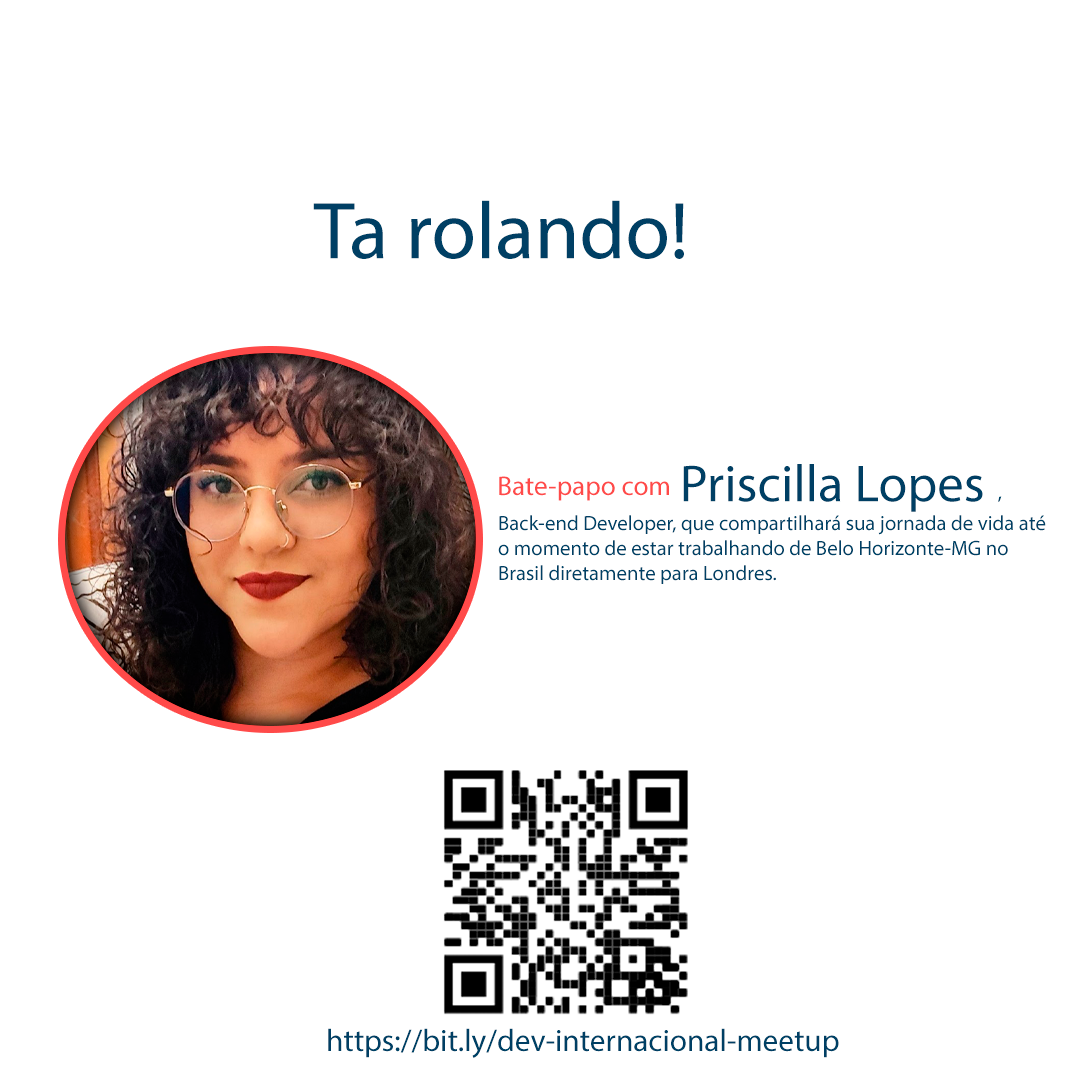 Ta rolando!
Bate-papo com Priscilla Lopes ,
Back-end Developer, que compartilhará sua jornada de vida até
o momento de estar trabalhando de Belo Horizonte-MG no
Brasil diretamente para Londres.
https://bit.ly/dev-internacional-meetup